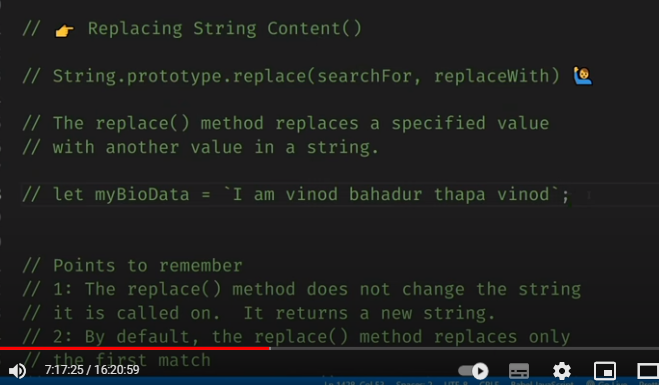 // 👉 Replacing String Content()
// String.prototype.replace(searchFor, replaceWith) 🙋‍♂️
// The replace() method replaces a specified value
// with another value in a string.
// let myBioData = `I am vinod bahadur thapa vinod`;
// Points to remember
// 1: The replace() method does not change the string
// it is called on.  It returns a new string.
// 2: By default, the replace() method replaces only
// the first match
7:17:25 / 16:20:59